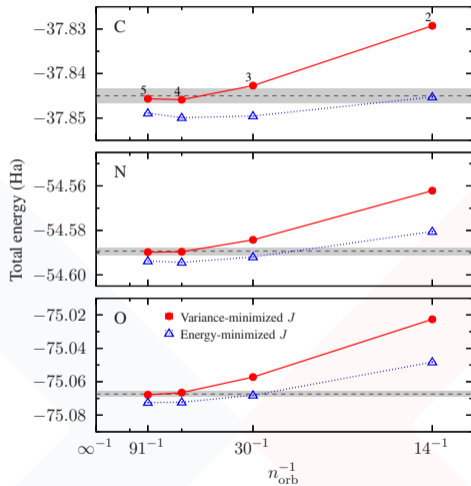 C
−37.83
−37.84
−37.85
5 4 3 2
N
−54.56
−54.58
−54.60
Total energy (Ha)
O
−75.02
−75.04
−75.06
−75.08
Variance-minimized J
Energy-minimized J
∞⁻¹ 91⁻¹ 30⁻¹ 14⁻¹
n⁻¹orb